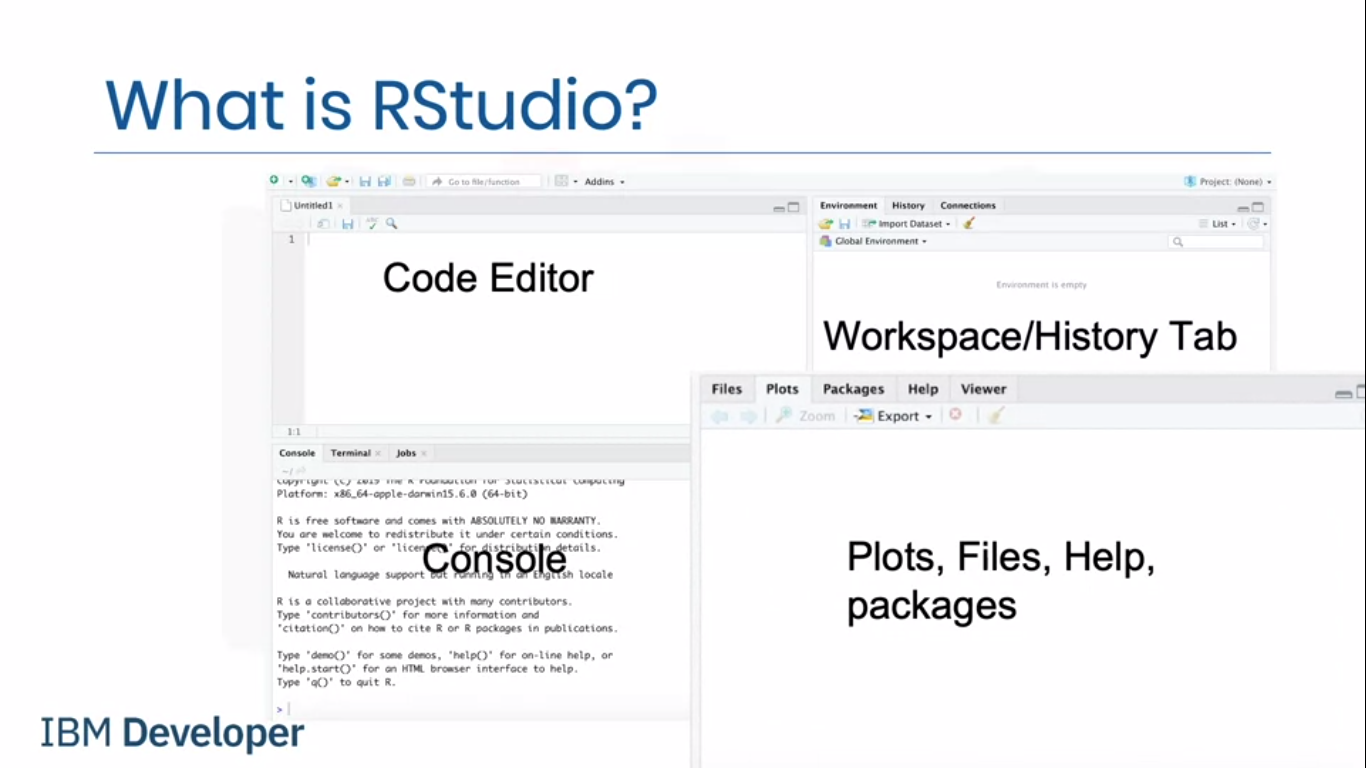 What is RStudio?
Go to file/function
Addins
Project: (None)
Untitled1
1
Code Editor
1:1
Environment History Connections
Import Dataset
List
Global Environment
Environment is empty
Workspace/History Tab
Console Terminal Jobs
~/
Copyright (C) 2019 The R Foundation for Statistical Computing
Platform: x86_64-apple-darwin15.6.0 (64-bit)
R is free software and comes with ABSOLUTELY NO WARRANTY.
You are welcome to redistribute it under certain conditions.
Type 'license()' or 'licence()' for distribution details.
Natural language support but running in an English locale
R is a collaborative project with many contributors.
Type 'contributors()' for more information and
'citation()' on how to cite R or R packages in publications.
Type 'demo()' for some demos, 'help()' for on-line help, or
'help.start()' for an HTML browser interface to help.
Type 'q()' to quit R.
>
Console
Files Plots Packages Help Viewer
Zoom Export
Plots, Files, Help,
packages
IBM Developer